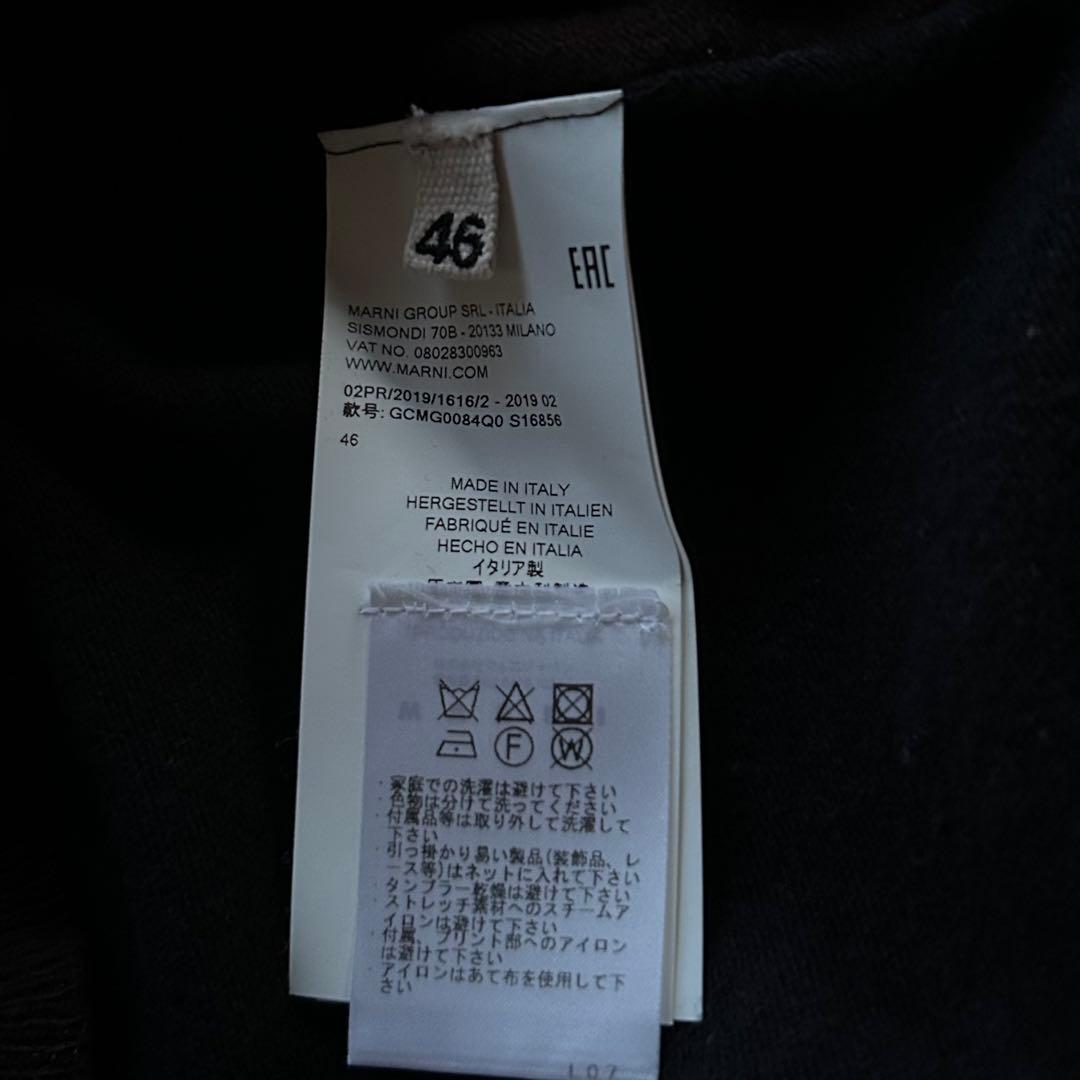 46
EAC
MARNI GROUP SRL - ITALIA
SISMONDI 70B - 20133 MILANO
VAT NO. 08028300963
WWW.MARNI.COM
02PR/2019/1616/2 - 2019 02
款号: GCMG0084Q0 S16856
46
MADE IN ITALY
HERGESTELLT IN ITALIEN
FABRIQUÉ EN ITALIE
HECHO EN ITALIA
イタリア製
F
W
・家庭での洗濯は避けて下さい
・色物は分けて洗ってください
・付属品等は取り外して洗濯して
下さい
・引っ掛かり易い製品(装飾品、レ
ース等)はネットに入れて下さい
・タンブラー乾燥は避けて下さい
・ストレッチ素材へのスチームア
イロンは避けて下さい
・付属、プリント部へのアイロン
は避けて下さい
・アイロンはあて布を使用して下
さい
L07